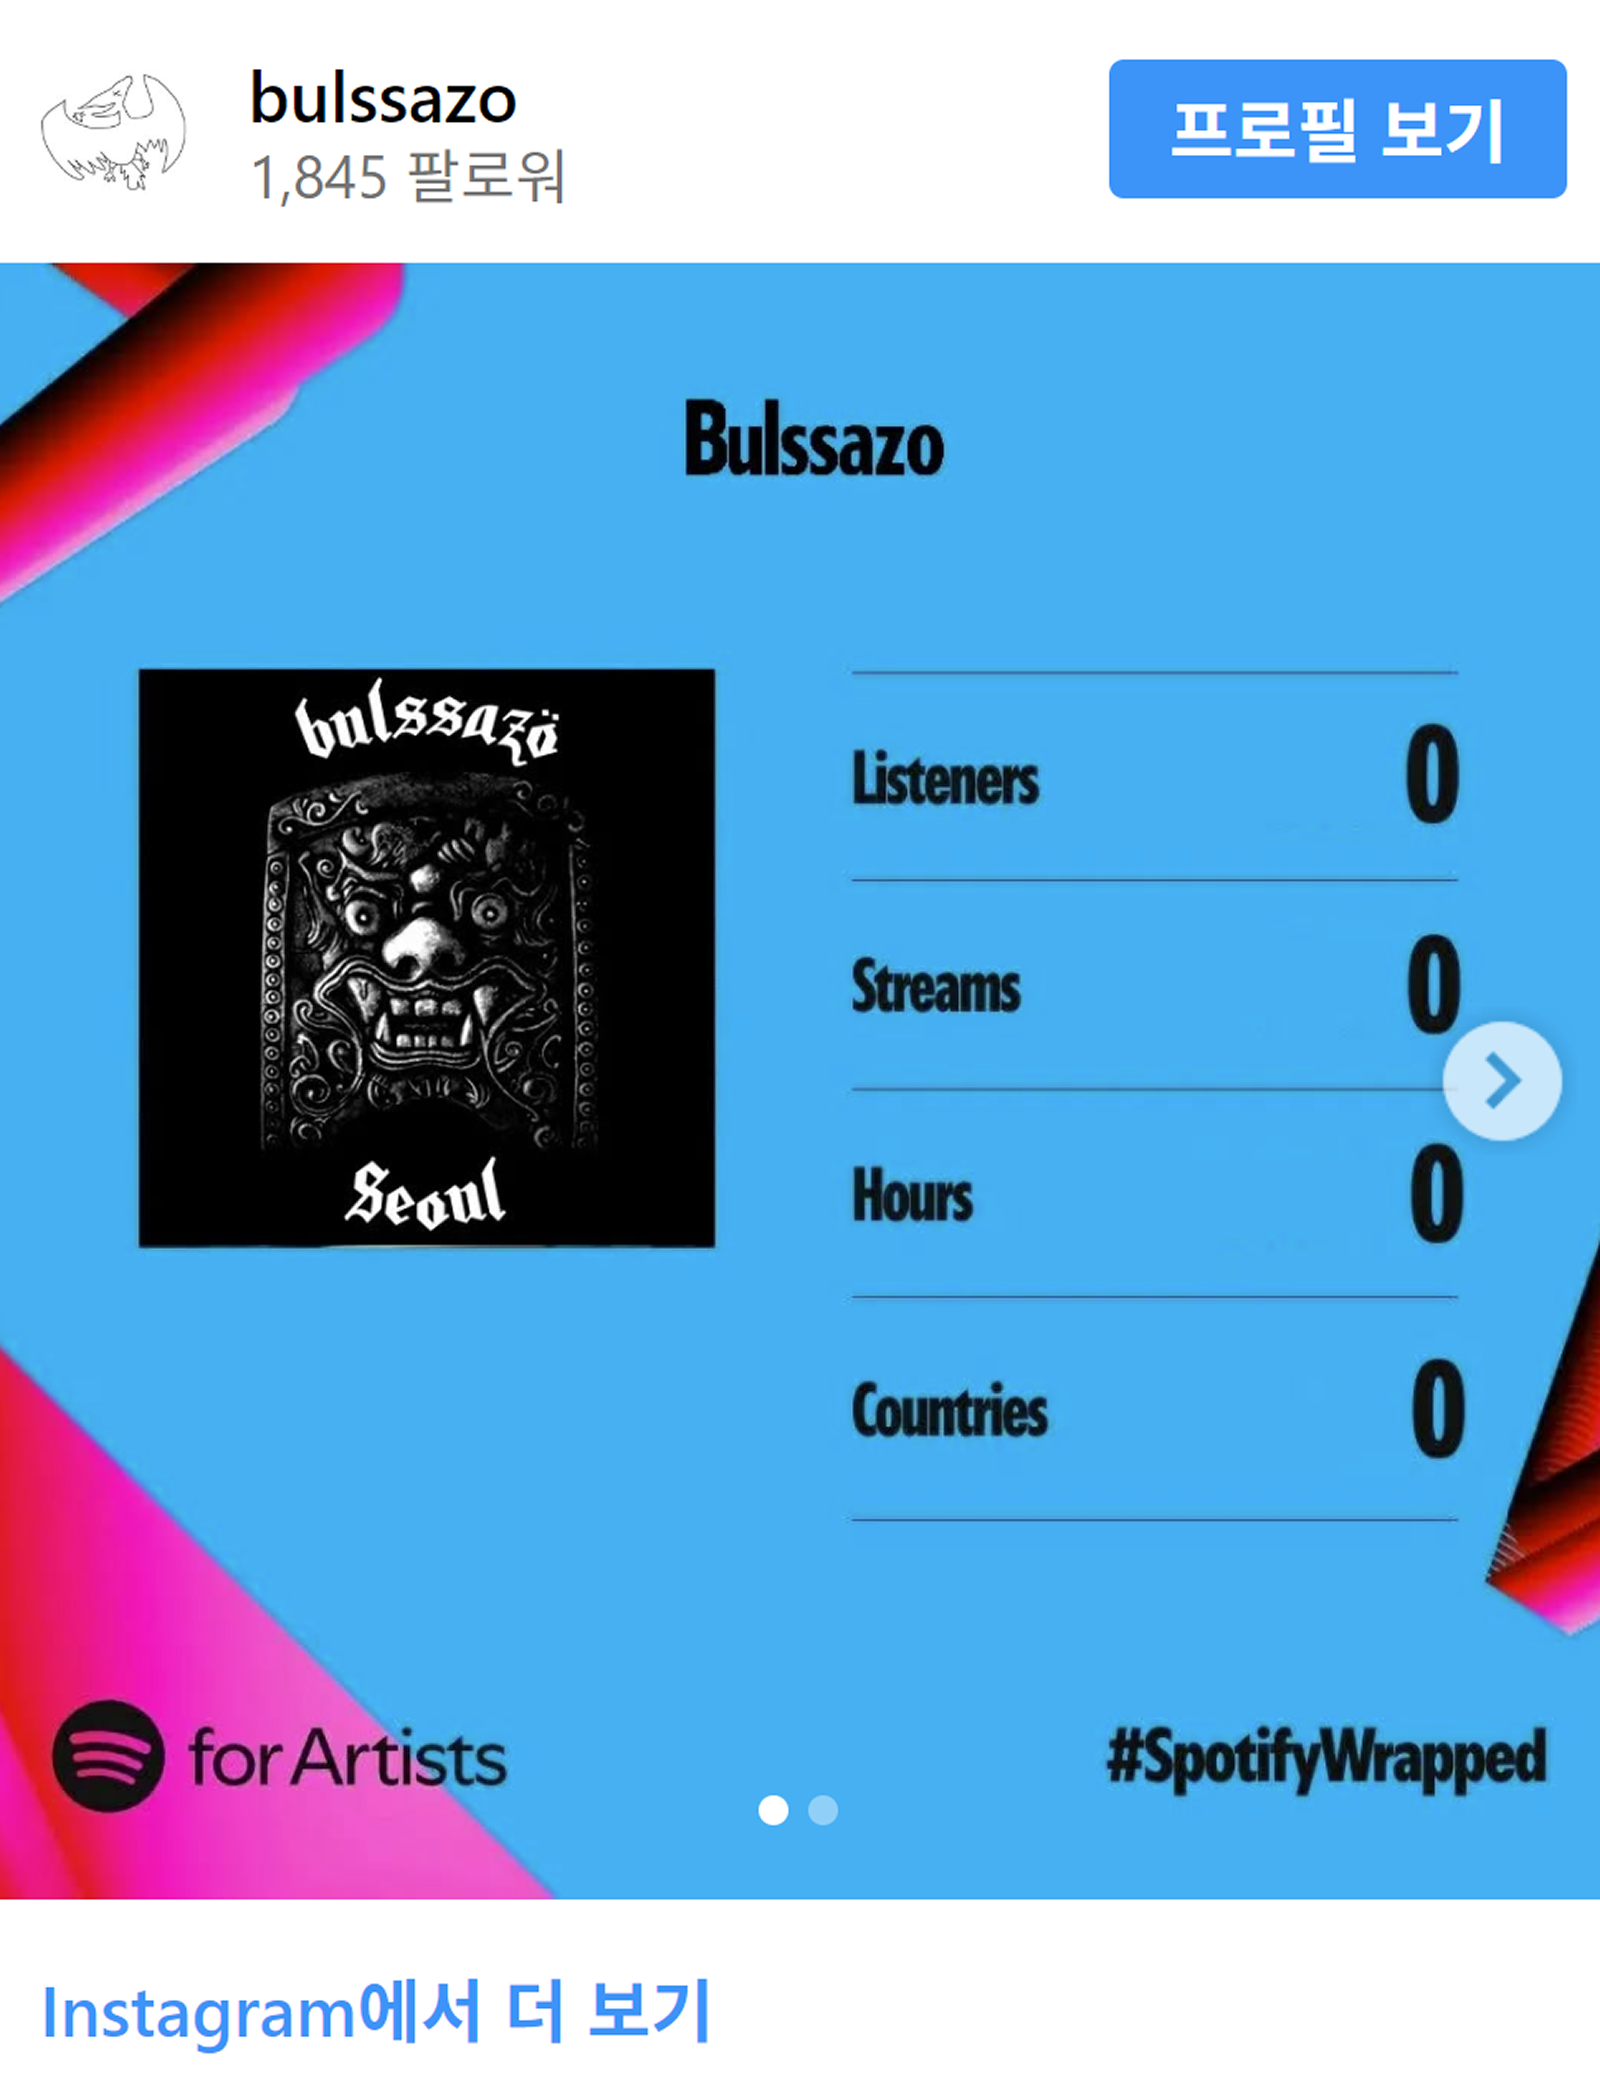 bulssazo
1,845 팔로워
프로필 보기
Bulssazo
bulssazö
Seoul
Listeners 0
Streams 0
Hours 0
Countries 0
for Artists
#SpotifyWrapped
Instagram에서 더 보기